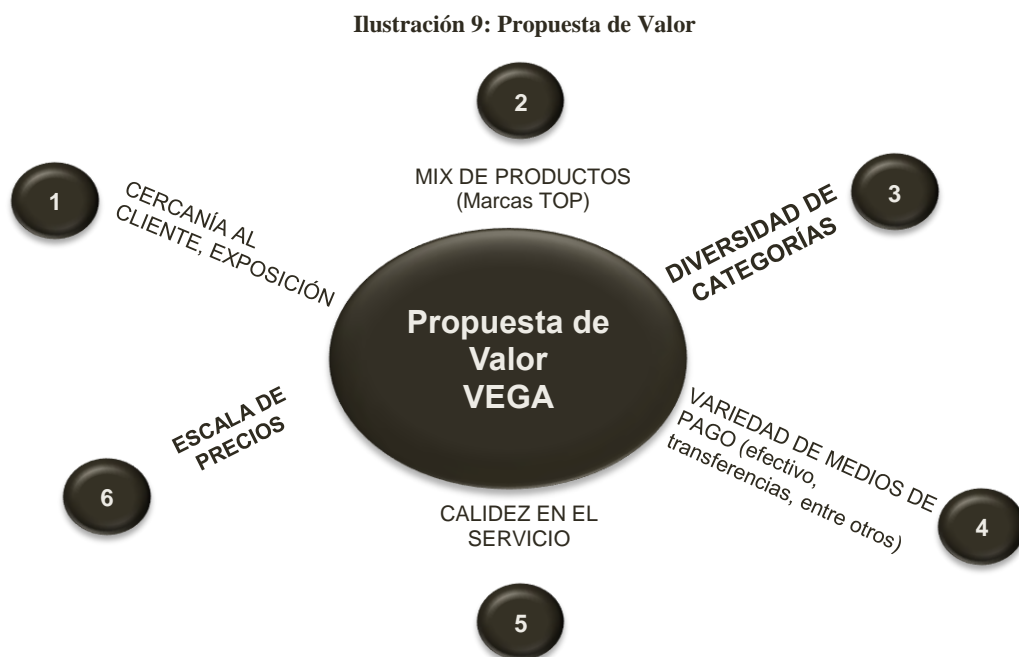 Ilustración 9: Propuesta de Valor
1
CERCANÍA AL
CLIENTE, EXPOSICIÓN
2
MIX DE PRODUCTOS
(Marcas TOP)
3
DIVERSIDAD DE
CATEGORÍAS
Propuesta de
Valor
VEGA
VARIEDAD DE MEDIOS DE
PAGO (efectivo,
transferencias, entre otros)
4
CALIDEZ EN EL
SERVICIO
5
ESCALA DE
PRECIOS
6